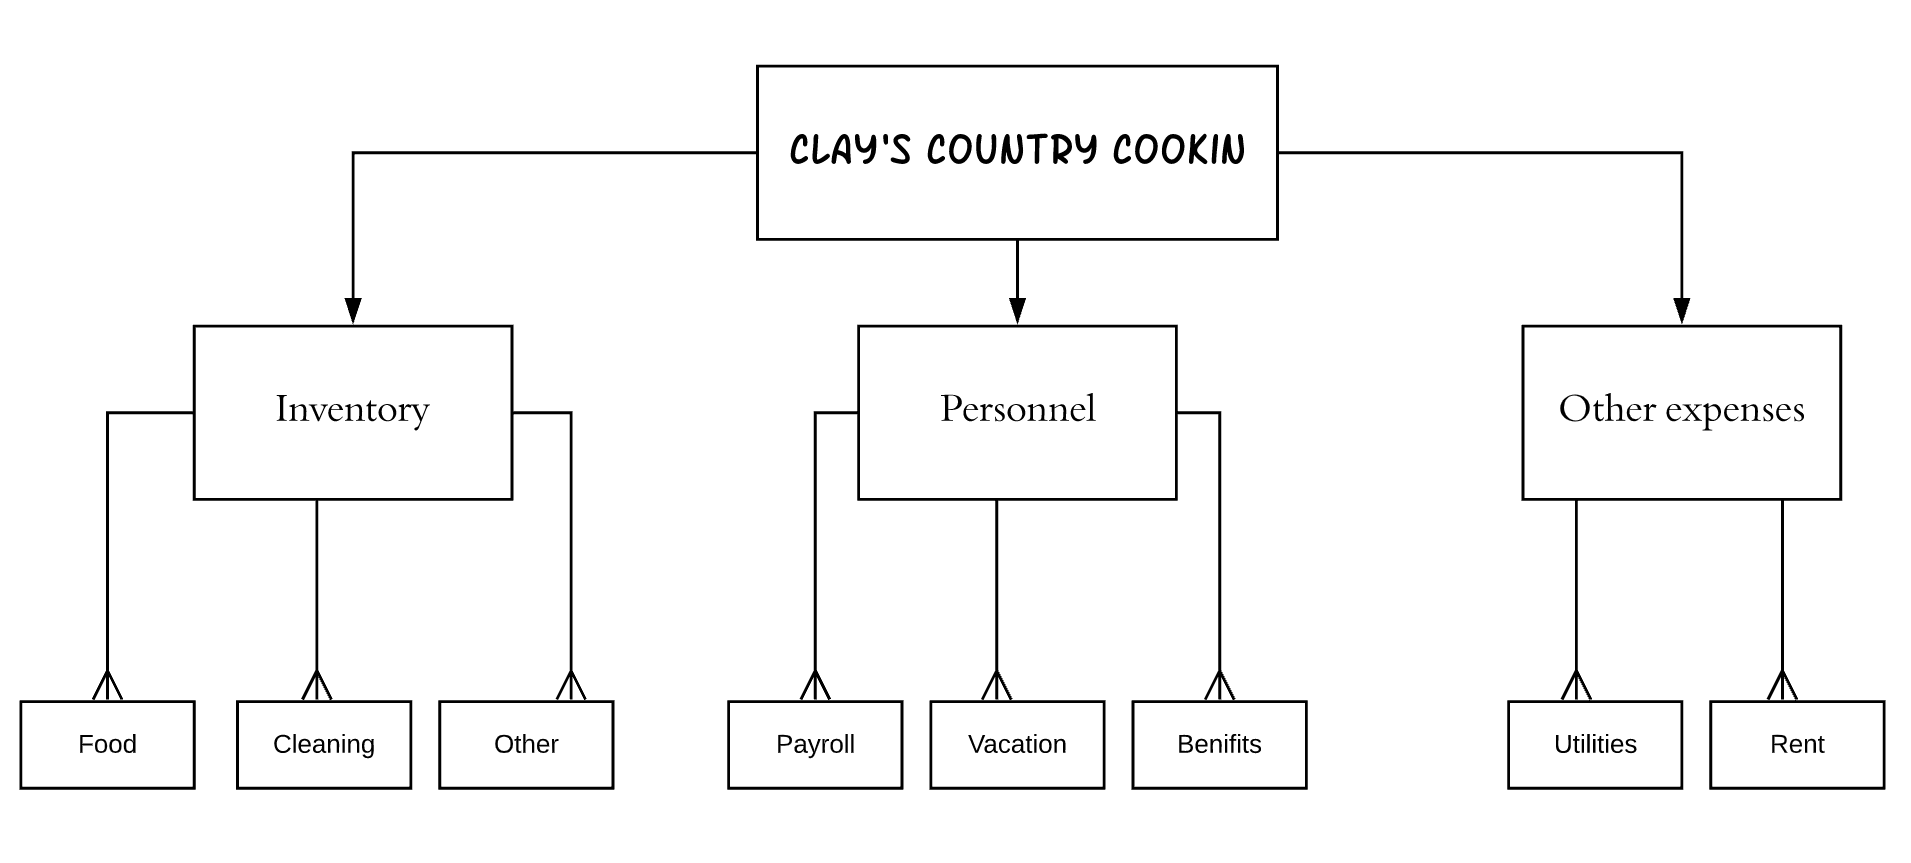 CLAY'S COUNTRY COOKIN
Inventory
Personnel
Other expenses
Food
Cleaning
Other
Payroll
Vacation
Benifits
Utilities
Rent